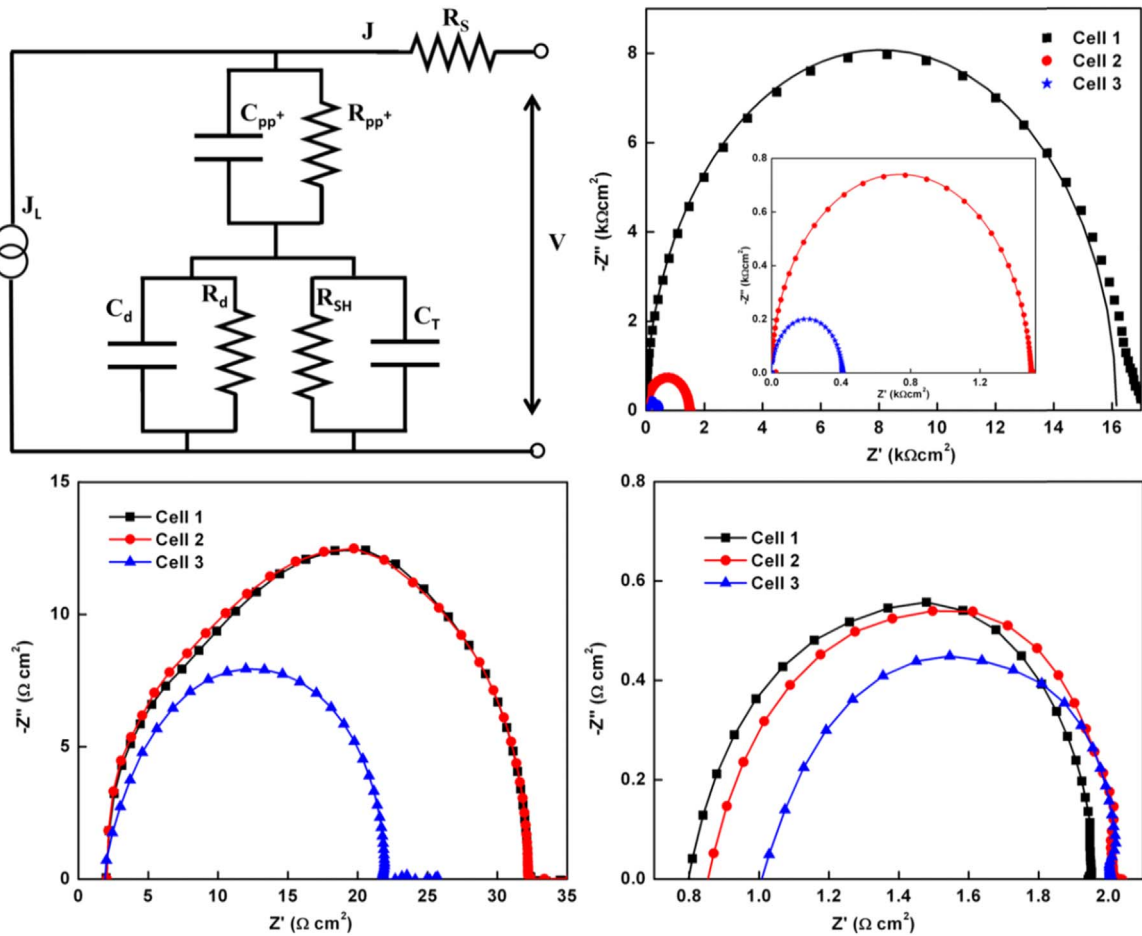 J
R_S
C_pp+
R_pp+
J_L
V
C_d
R_d
R_SH
C_T
-Z" (kΩcm²)
8
6
4
2
0
Cell 1
Cell 2
Cell 3
-Z" (kΩcm²)
0.8
0.6
0.4
0.2
0.0
0.0 0.4 0.8 1.2
Z' (kΩcm²)
0 2 4 6 8 10 12 14 16
Z' (kΩcm²)
-Z" (Ω cm²)
15
10
5
0
Cell 1
Cell 2
Cell 3
0 5 10 15 20 25 30 35
Z' (Ω cm²)
-Z" (Ω cm²)
0.8
0.6
0.4
0.2
0.0
Cell 1
Cell 2
Cell 3
0.8 1.0 1.2 1.4 1.6 1.8 2.0
Z' (Ω cm²)